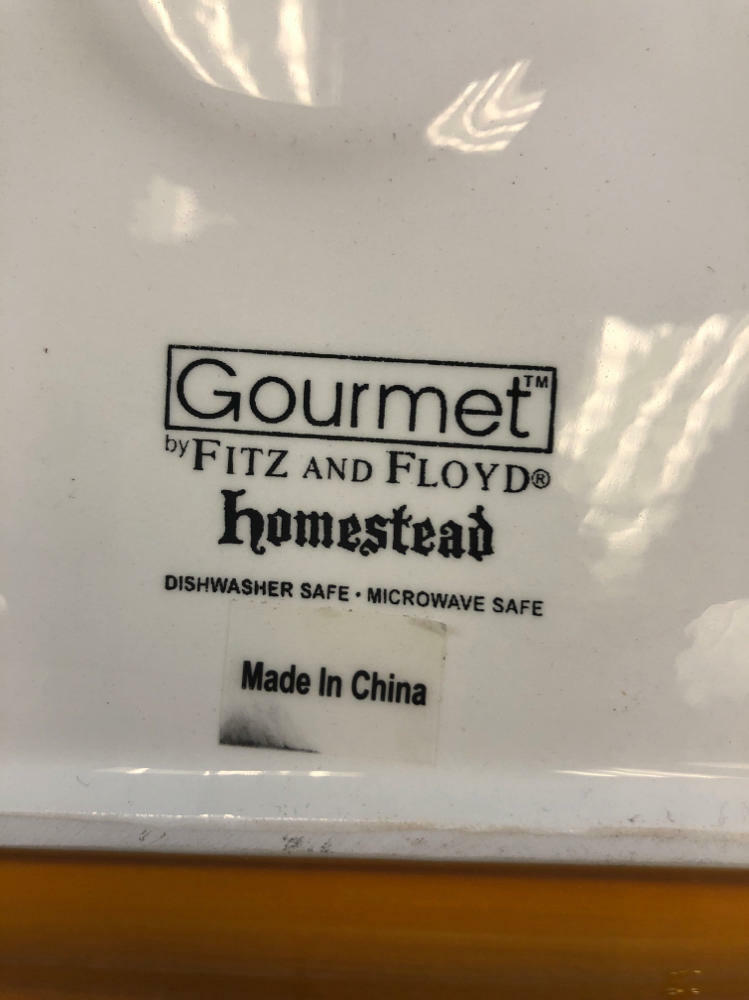 Gourmet™
by FITZ AND FLOYD®
homestead
DISHWASHER SAFE • MICROWAVE SAFE
Made In China